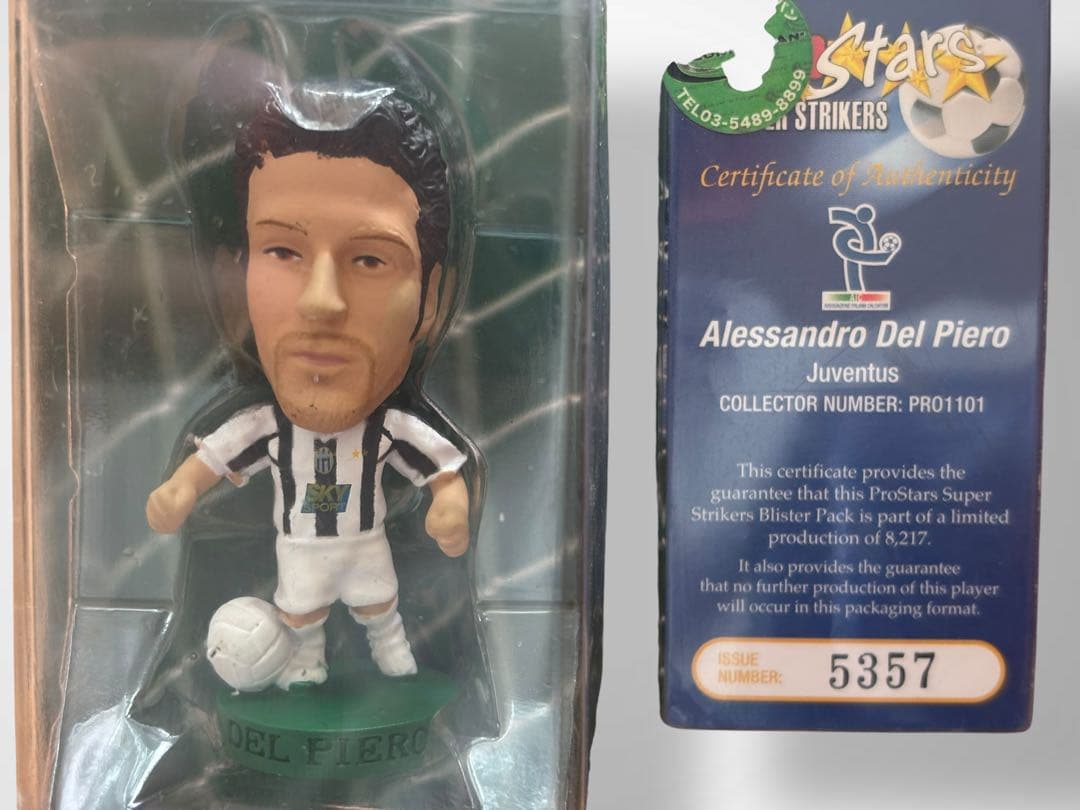 SKY
SPORT
DEL PIERO
TEL03-5489-8899
Stars
STRIKERS
Certificate of Authenticity
Alessandro Del Piero
Juventus
COLLECTOR NUMBER: PRO1101
This certificate provides the
guarantee that this ProStars Super
Strikers Blister Pack is part of a limited
production of 8,217.
It also provides the guarantee
that no further production of this player
will occur in this packaging format.
ISSUE
NUMBER: 5357